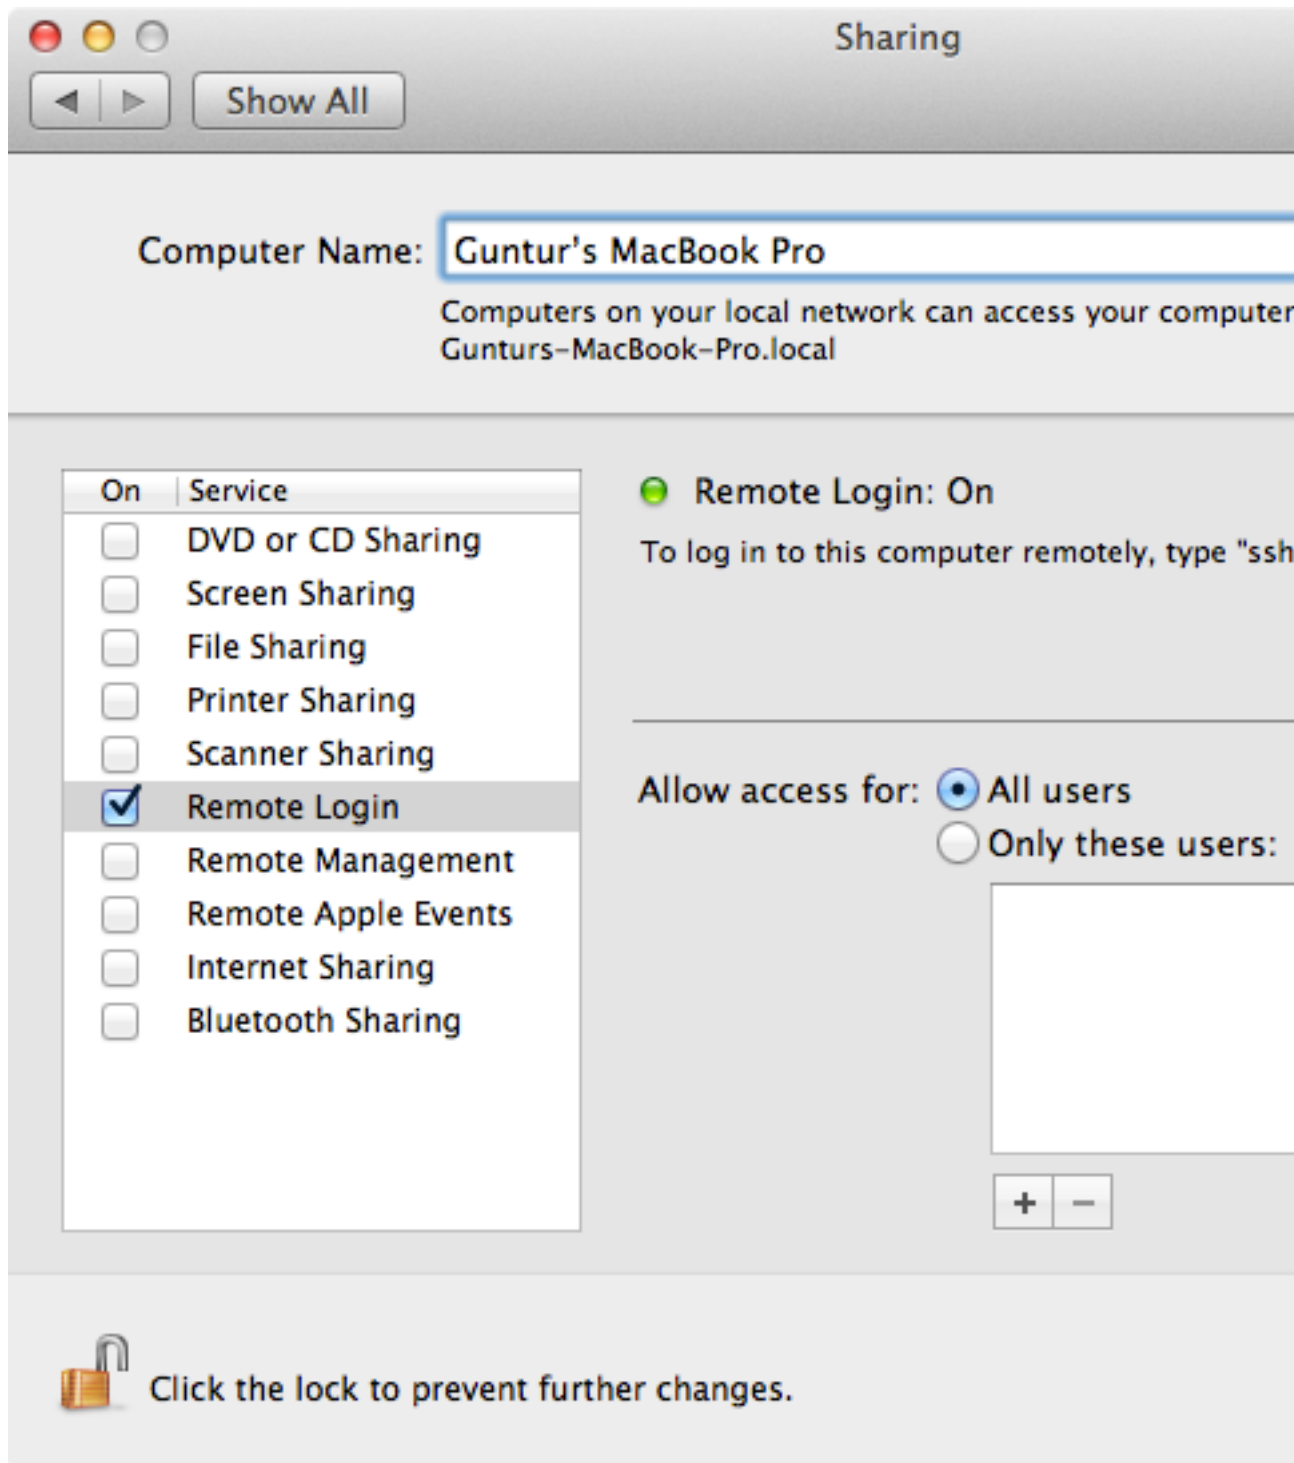 Sharing
Show All
Computer Name: Guntur's MacBook Pro
Computers on your local network can access your computer
Gunturs-MacBook-Pro.local
On Service
DVD or CD Sharing
Screen Sharing
File Sharing
Printer Sharing
Scanner Sharing
Remote Login
Remote Management
Remote Apple Events
Internet Sharing
Bluetooth Sharing
Remote Login: On
To log in to this computer remotely, type "ssh
Allow access for: All users
Only these users:
Click the lock to prevent further changes.